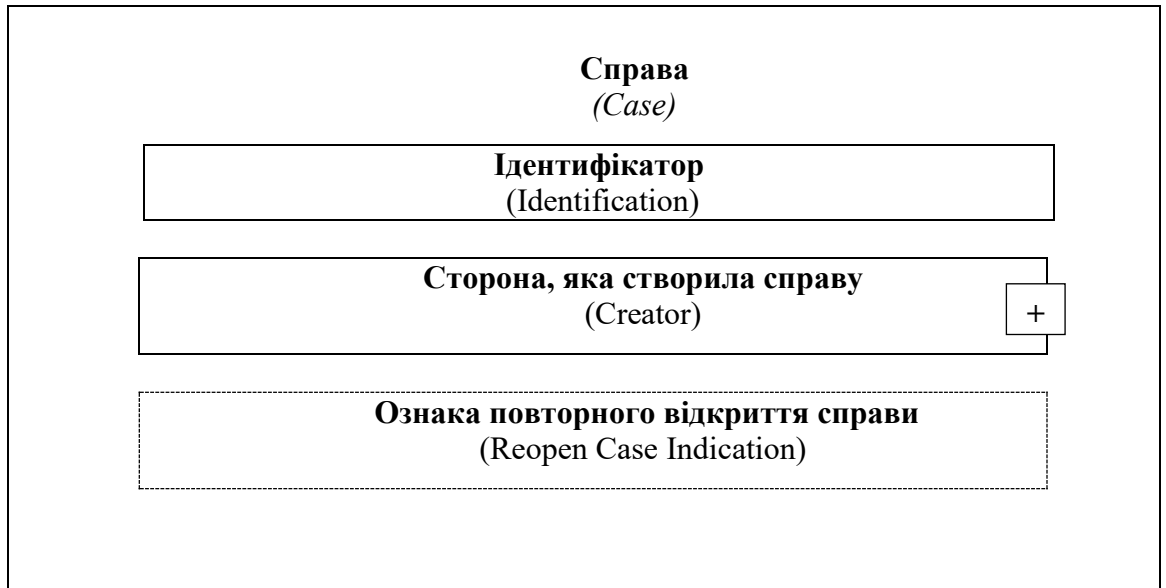 Справа
(Case)
Ідентифікатор
(Identification)
Сторона, яка створила справу
(Creator)
+
Ознака повторного відкриття справи
(Reopen Case Indication)